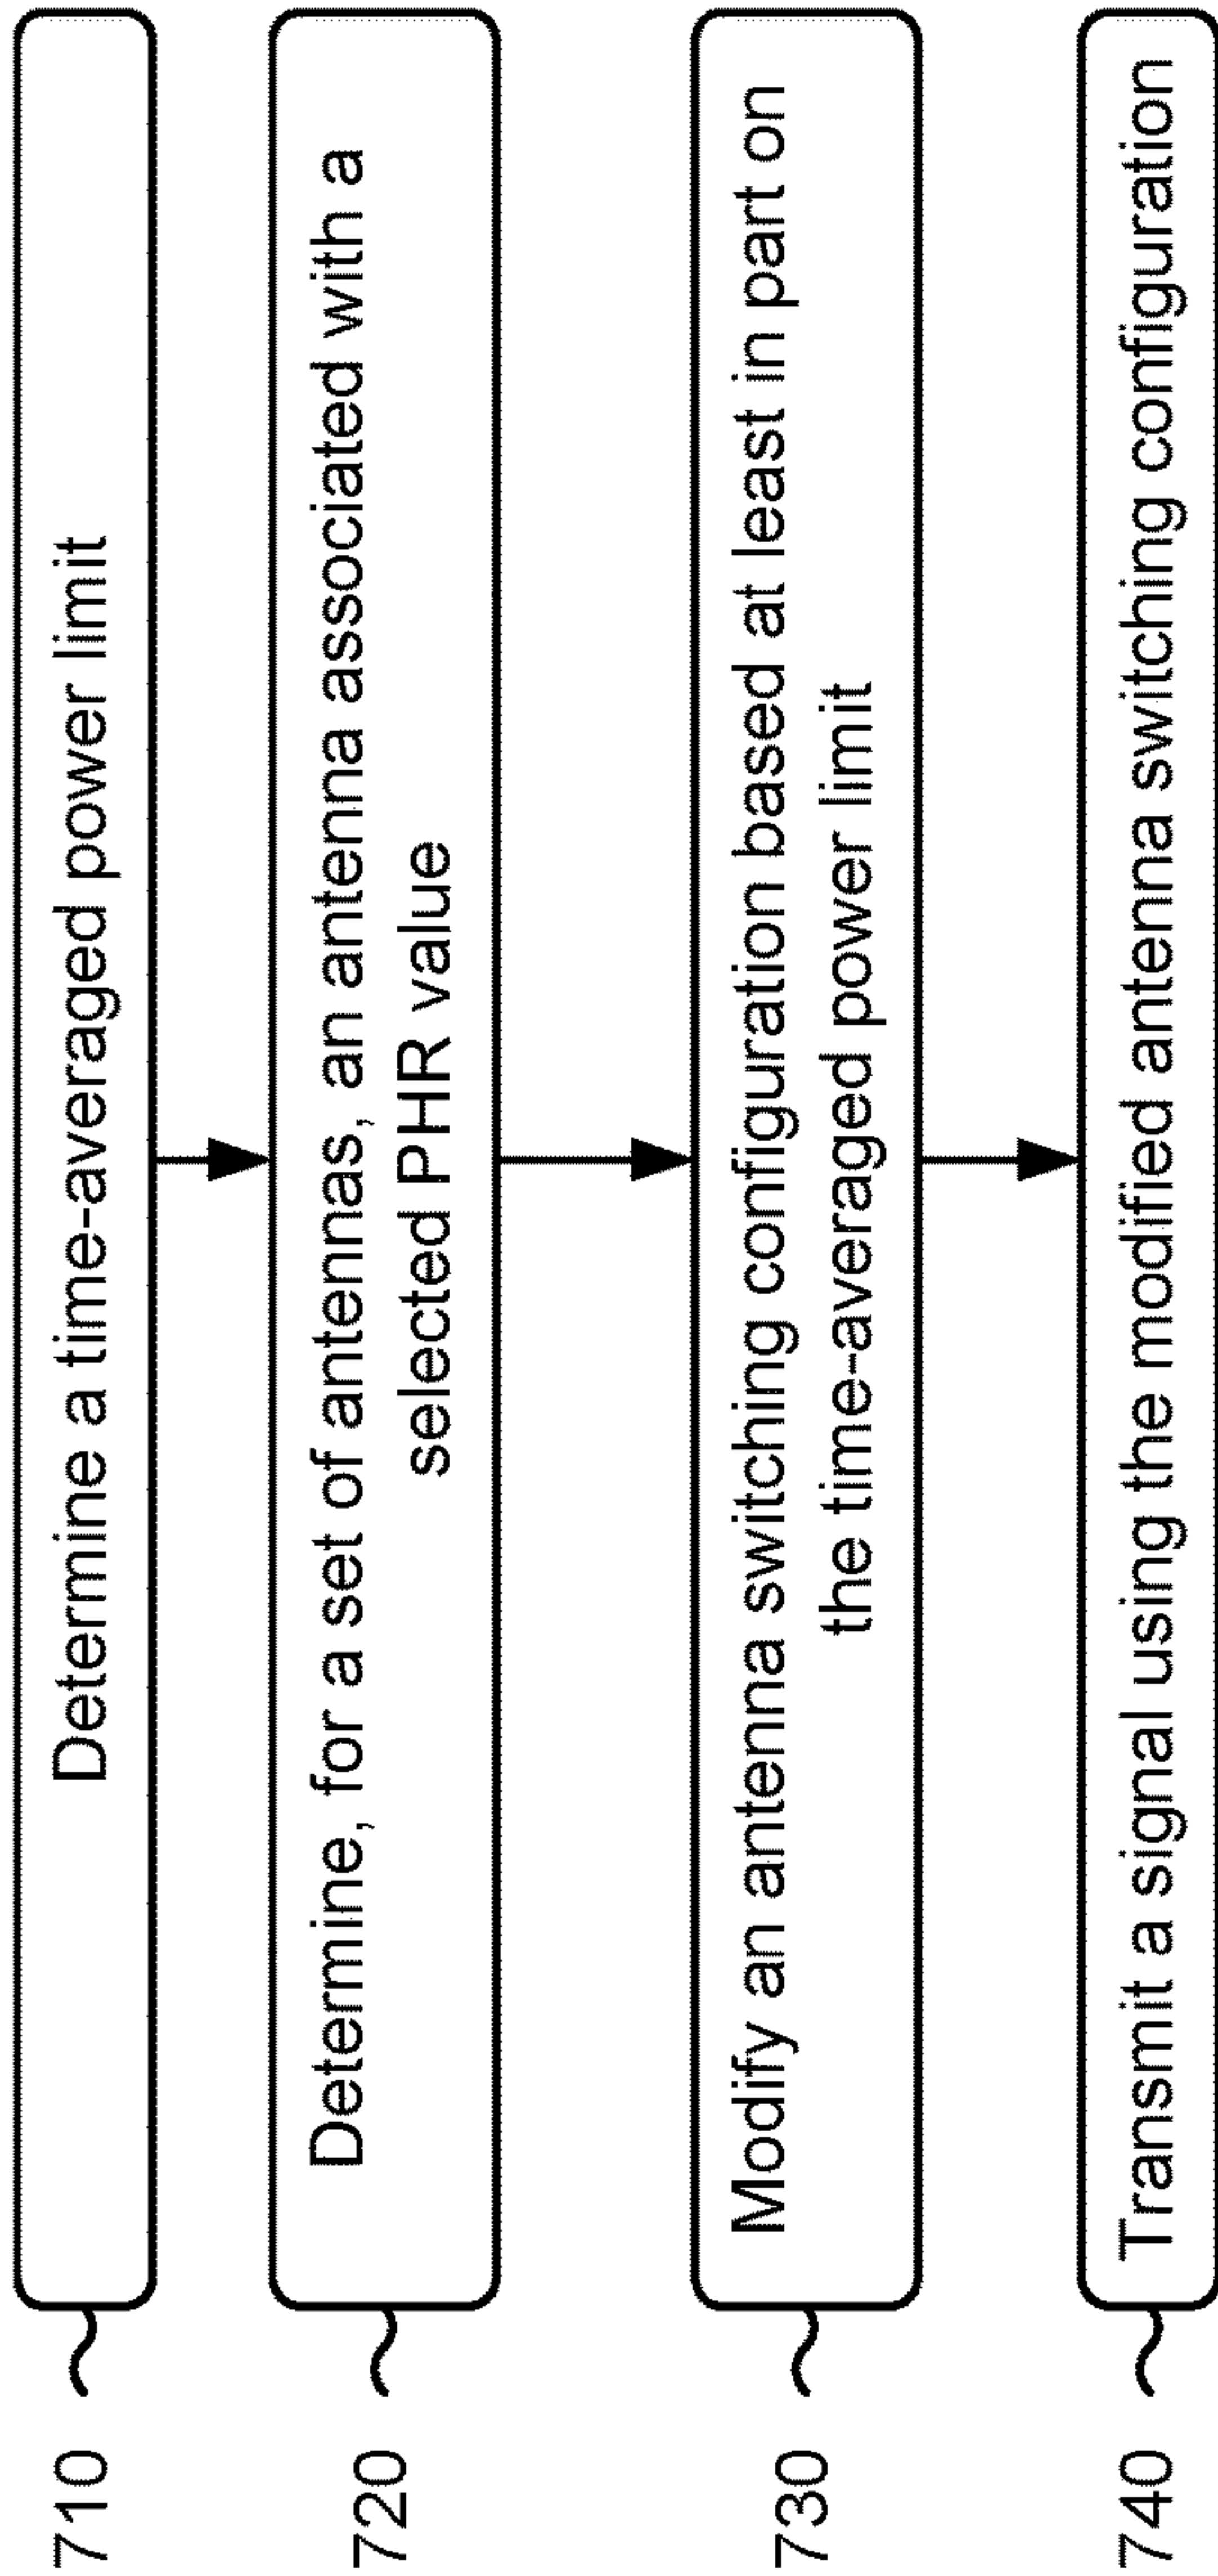 710
Determine a time-averaged power limit
720
Determine, for a set of antennas, an antenna associated with a
selected PHR value
730
Modify an antenna switching configuration based at least in part on
the time-averaged power limit
740
Transmit a signal using the modified antenna switching configuration